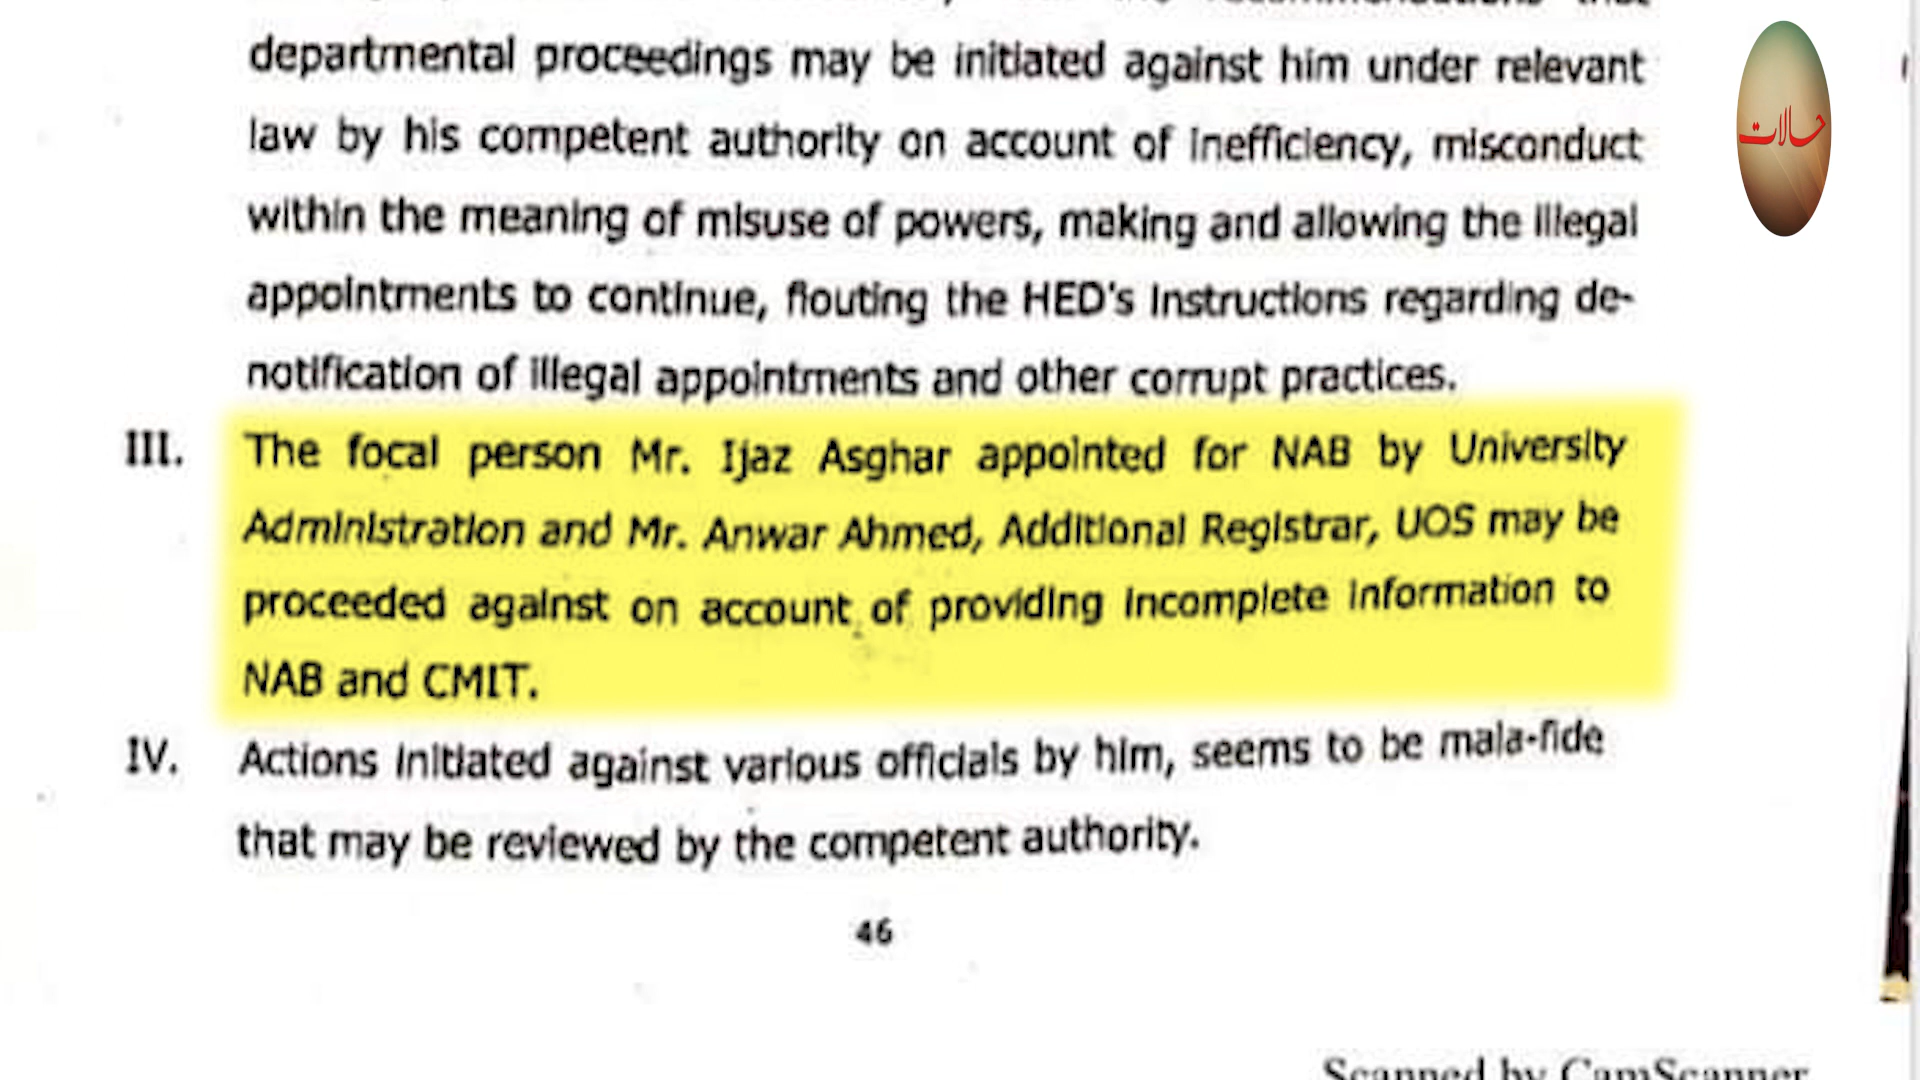 departmental proceedings may be initiated against him under relevant
law by his competent authority on account of inefficiency, misconduct
within the meaning of misuse of powers, making and allowing the illegal
appointments to continue, flouting the HED's instructions regarding de-
notification of illegal appointments and other corrupt practices.
III. The focal person Mr. Ijaz Asghar appointed for NAB by University
Administration and Mr. Anwar Ahmed, Additional Registrar, UOS may be
proceeded against on account of providing incomplete information to
NAB and CMIT.
IV. Actions initiated against various officials by him, seems to be mala-fide
that may be reviewed by the competent authority.
46
Scanned by CamScanner
حالات